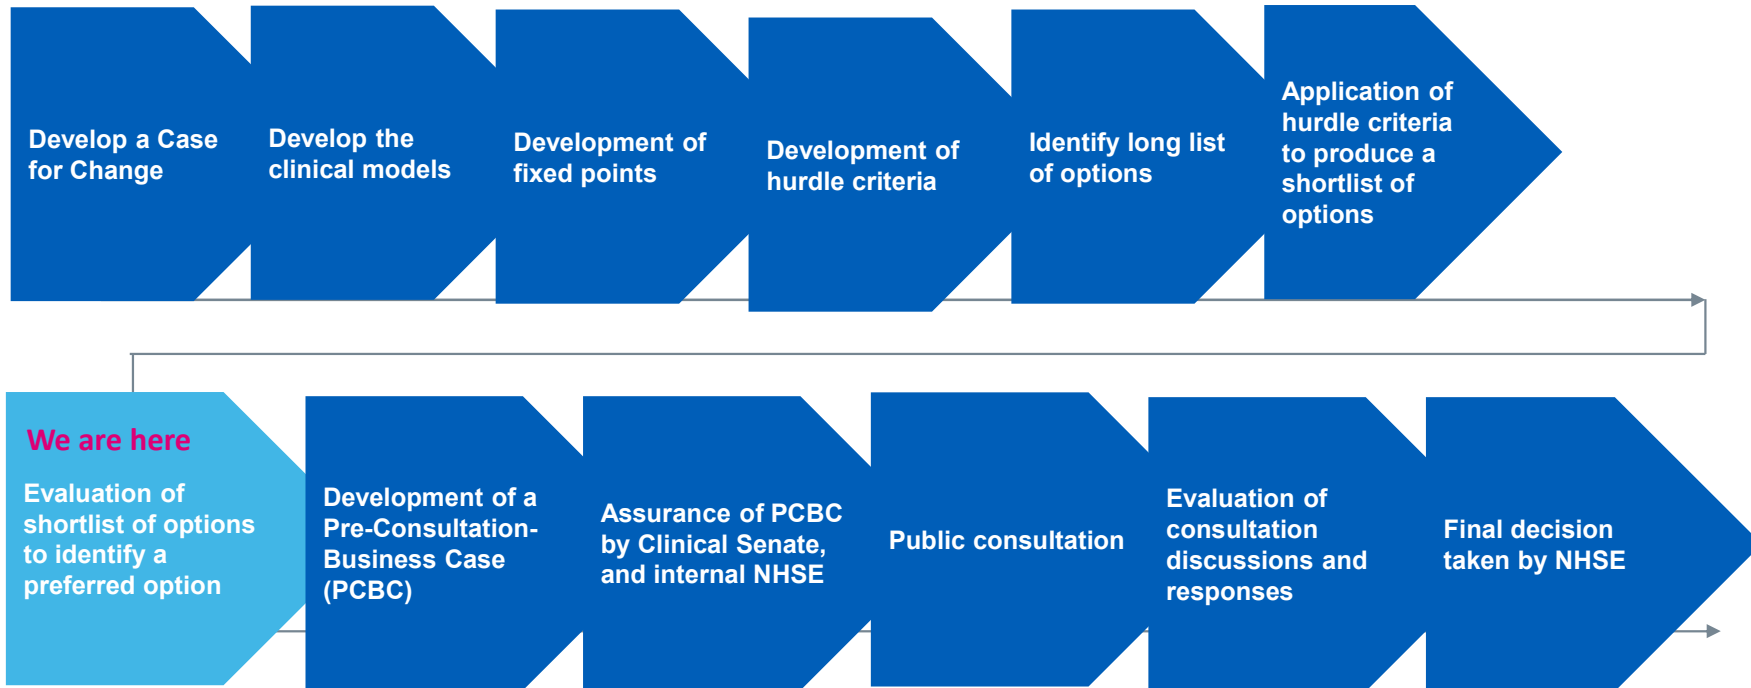 Develop a Case
for Change
Develop the
clinical models
Development of
fixed points
Development of
hurdle criteria
Identify long list
of options
Application of
hurdle criteria
to produce a
shortlist of
options
We are here
Evaluation of
shortlist of options
to identify a
preferred option
Development of a
Pre-Consultation-
Business Case
(PCBC)
Assurance of PCBC
by Clinical Senate,
and internal NHSE
Public consultation
Evaluation of
consultation
discussions and
responses
Final decision
taken by NHSE